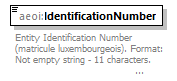 aeoi:IdentificationNumber
Entity Identification Number
(matricule luxembourgeois). Format:
Not empty string - 11 characters.
...